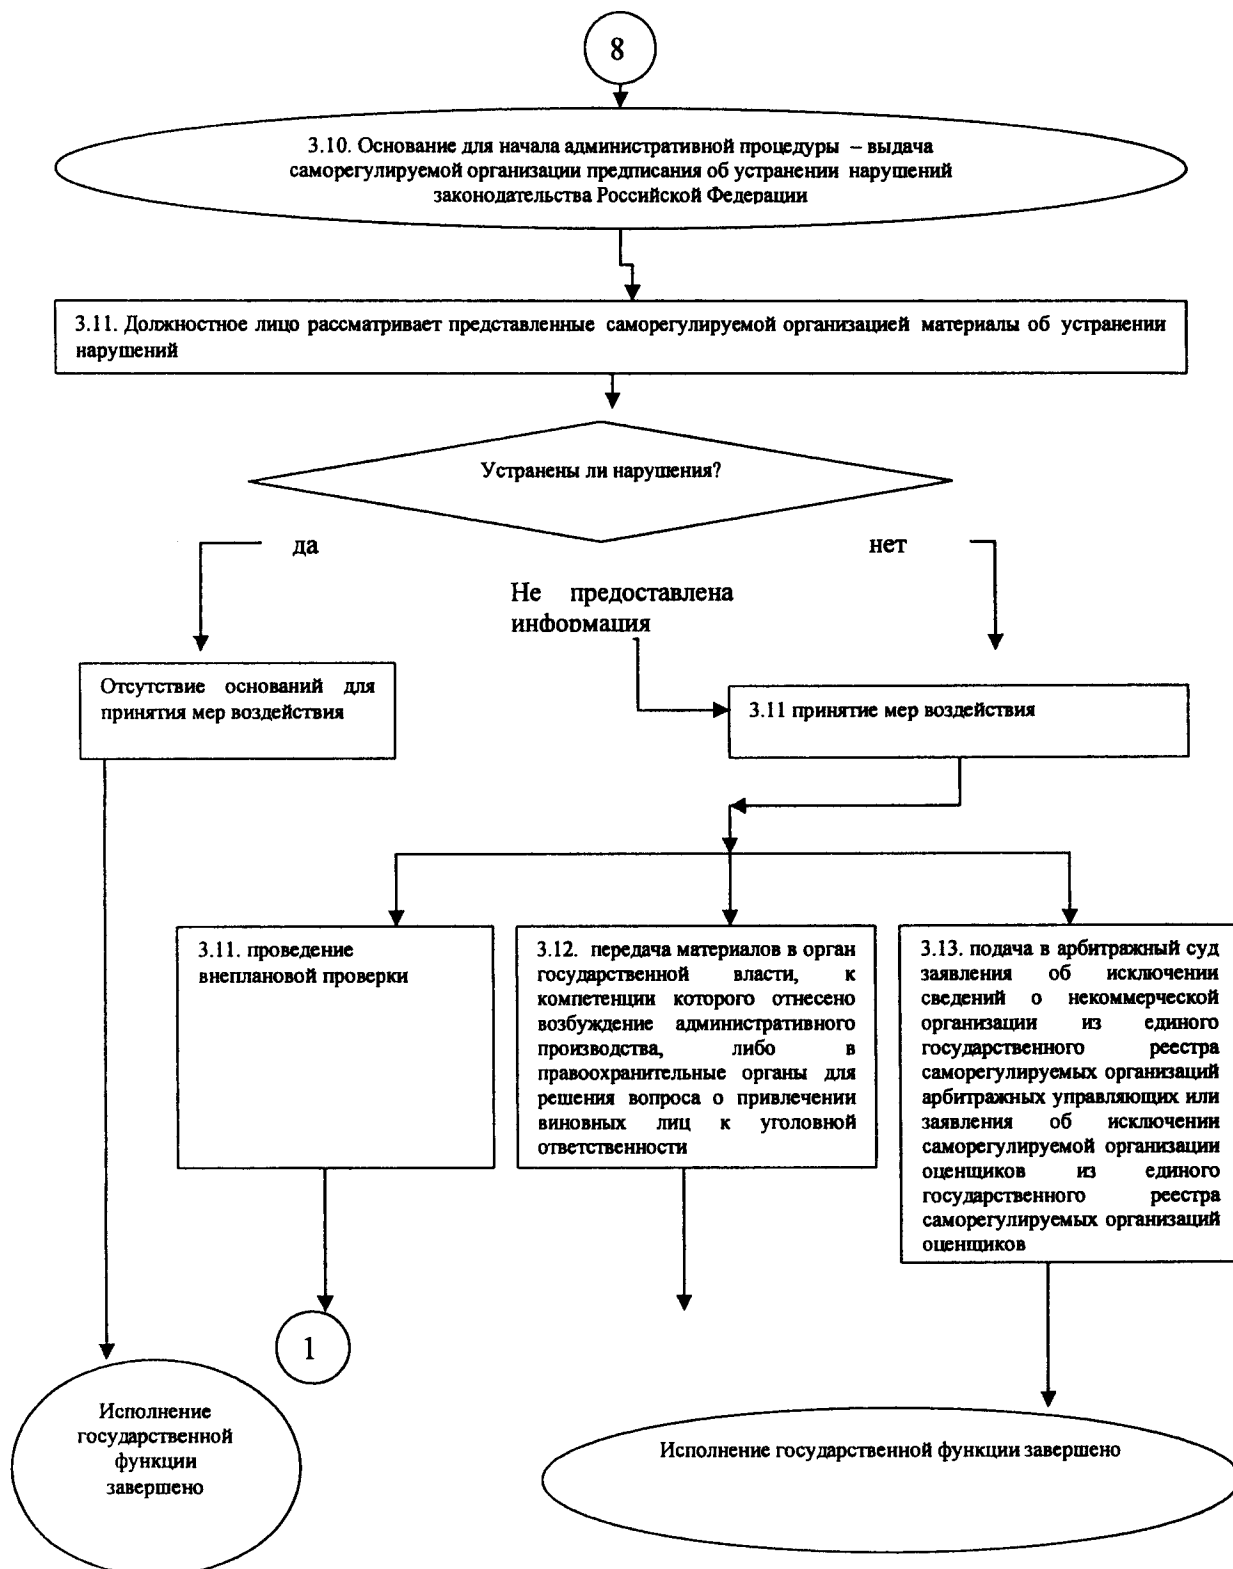 8
3.10. Основание для начала административной процедуры – выдача
саморегулируемой организации предписания об устранении нарушений
законодательства Российской Федерации
3.11. Должностное лицо рассматривает представленные саморегулируемой организацией материалы об устранении
нарушений
Устранены ли нарушения?
да
нет
Не предоставлена
информация
Отсутствие оснований для
принятия мер воздействия
3.11 принятие мер воздействия
3.11. проведение
внеплановой проверки
3.12. передача материалов в орган
государственной власти, к
компетенции которого отнесено
возбуждение административного
производства, либо в
правоохранительные органы для
решения вопроса о привлечении
виновных лиц к уголовной
ответственности
3.13. подача в арбитражный суд
заявления об исключении
сведений о некоммерческой
организации из единого
государственного реестра
саморегулируемых организаций
арбитражных управляющих или
заявления об исключении
саморегулируемой организации
оценщиков из единого
государственного реестра
саморегулируемых организаций
оценщиков
1
Исполнение
государственной
функции
завершено
Исполнение государственной функции завершено